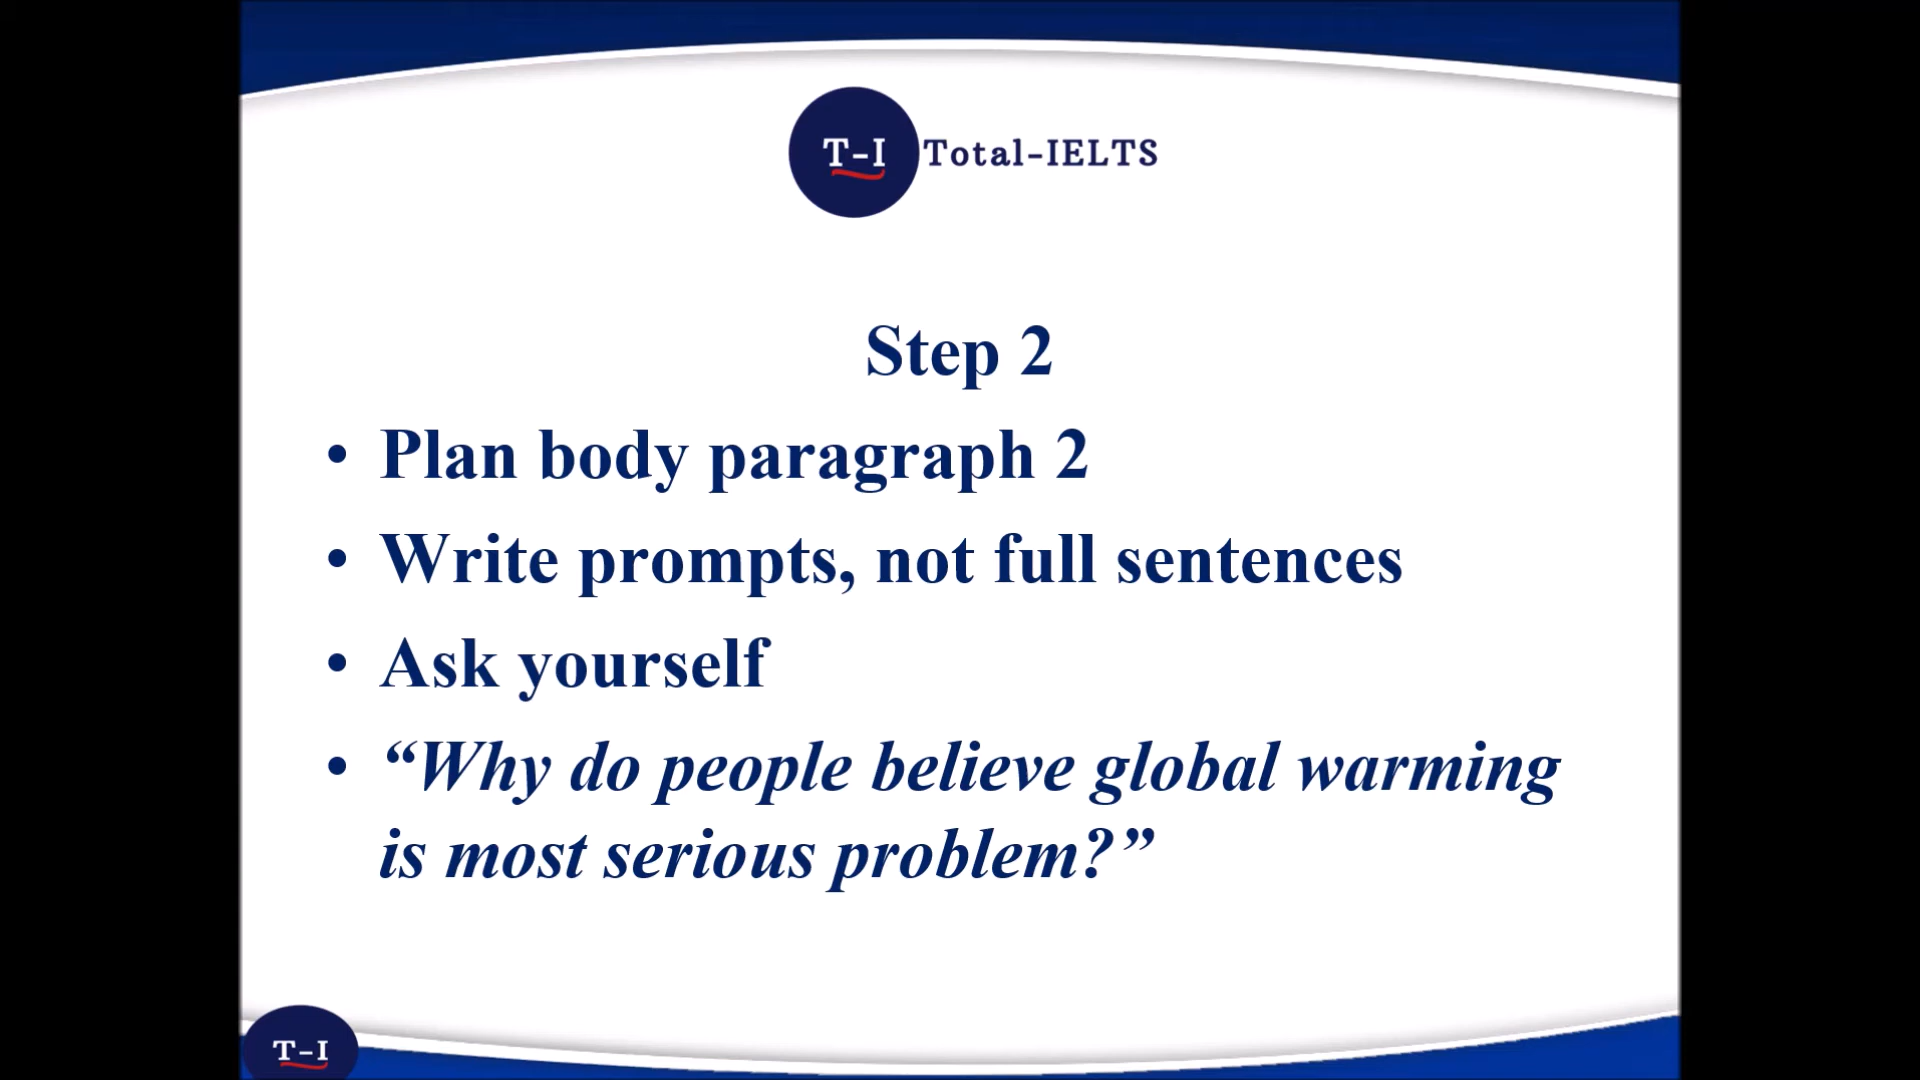 T-I Total-IELTS
Step 2
• Plan body paragraph 2
• Write prompts, not full sentences
• Ask yourself
• “Why do people believe global warming
is most serious problem?”
T-I